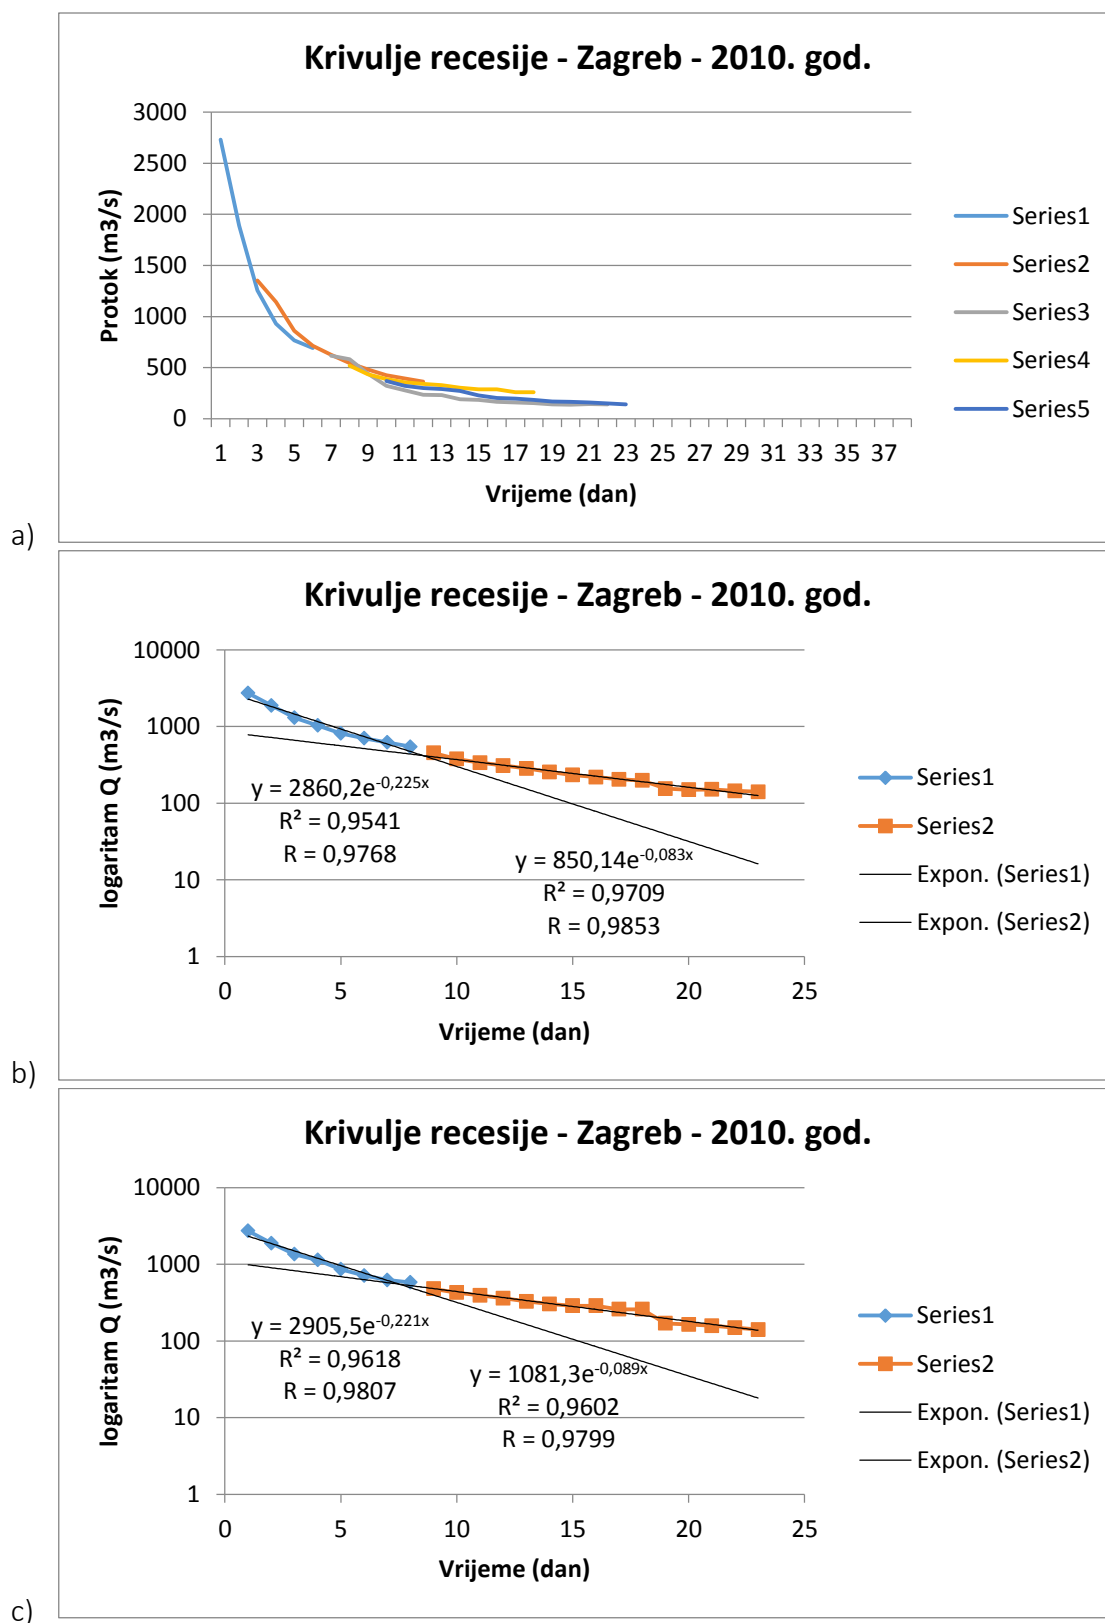 Krivulje recesije - Zagreb - 2010. god.
Protok (m3/s)
3000
2500
2000
1500
1000
500
0
1 3 5 7 9 11 13 15 17 19 21 23 25 27 29 31 33 35 37
Vrijeme (dan)
Series1
Series2
Series3
Series4
Series5
a)
Krivulje recesije - Zagreb - 2010. god.
logaritam Q (m3/s)
10000
1000
100
10
1
y = 2860,2e^-0,225x
R² = 0,9541
R = 0,9768
y = 850,14e^-0,083x
R² = 0,9709
R = 0,9853
0 5 10 15 20 25
Vrijeme (dan)
Series1
Series2
Expon. (Series1)
Expon. (Series2)
b)
Krivulje recesije - Zagreb - 2010. god.
logaritam Q (m3/s)
10000
1000
100
10
1
y = 2905,5e^-0,221x
R² = 0,9618
R = 0,9807
y = 1081,3e^-0,089x
R² = 0,9602
R = 0,9799
0 5 10 15 20 25
Vrijeme (dan)
Series1
Series2
Expon. (Series1)
Expon. (Series2)
c)